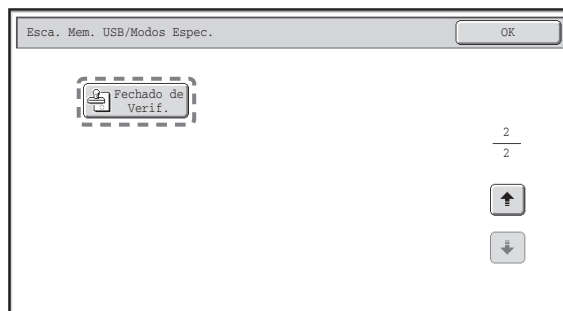 Esca. Mem. USB/Modos Espec.
OK
Fechado de
Verif.
2
2